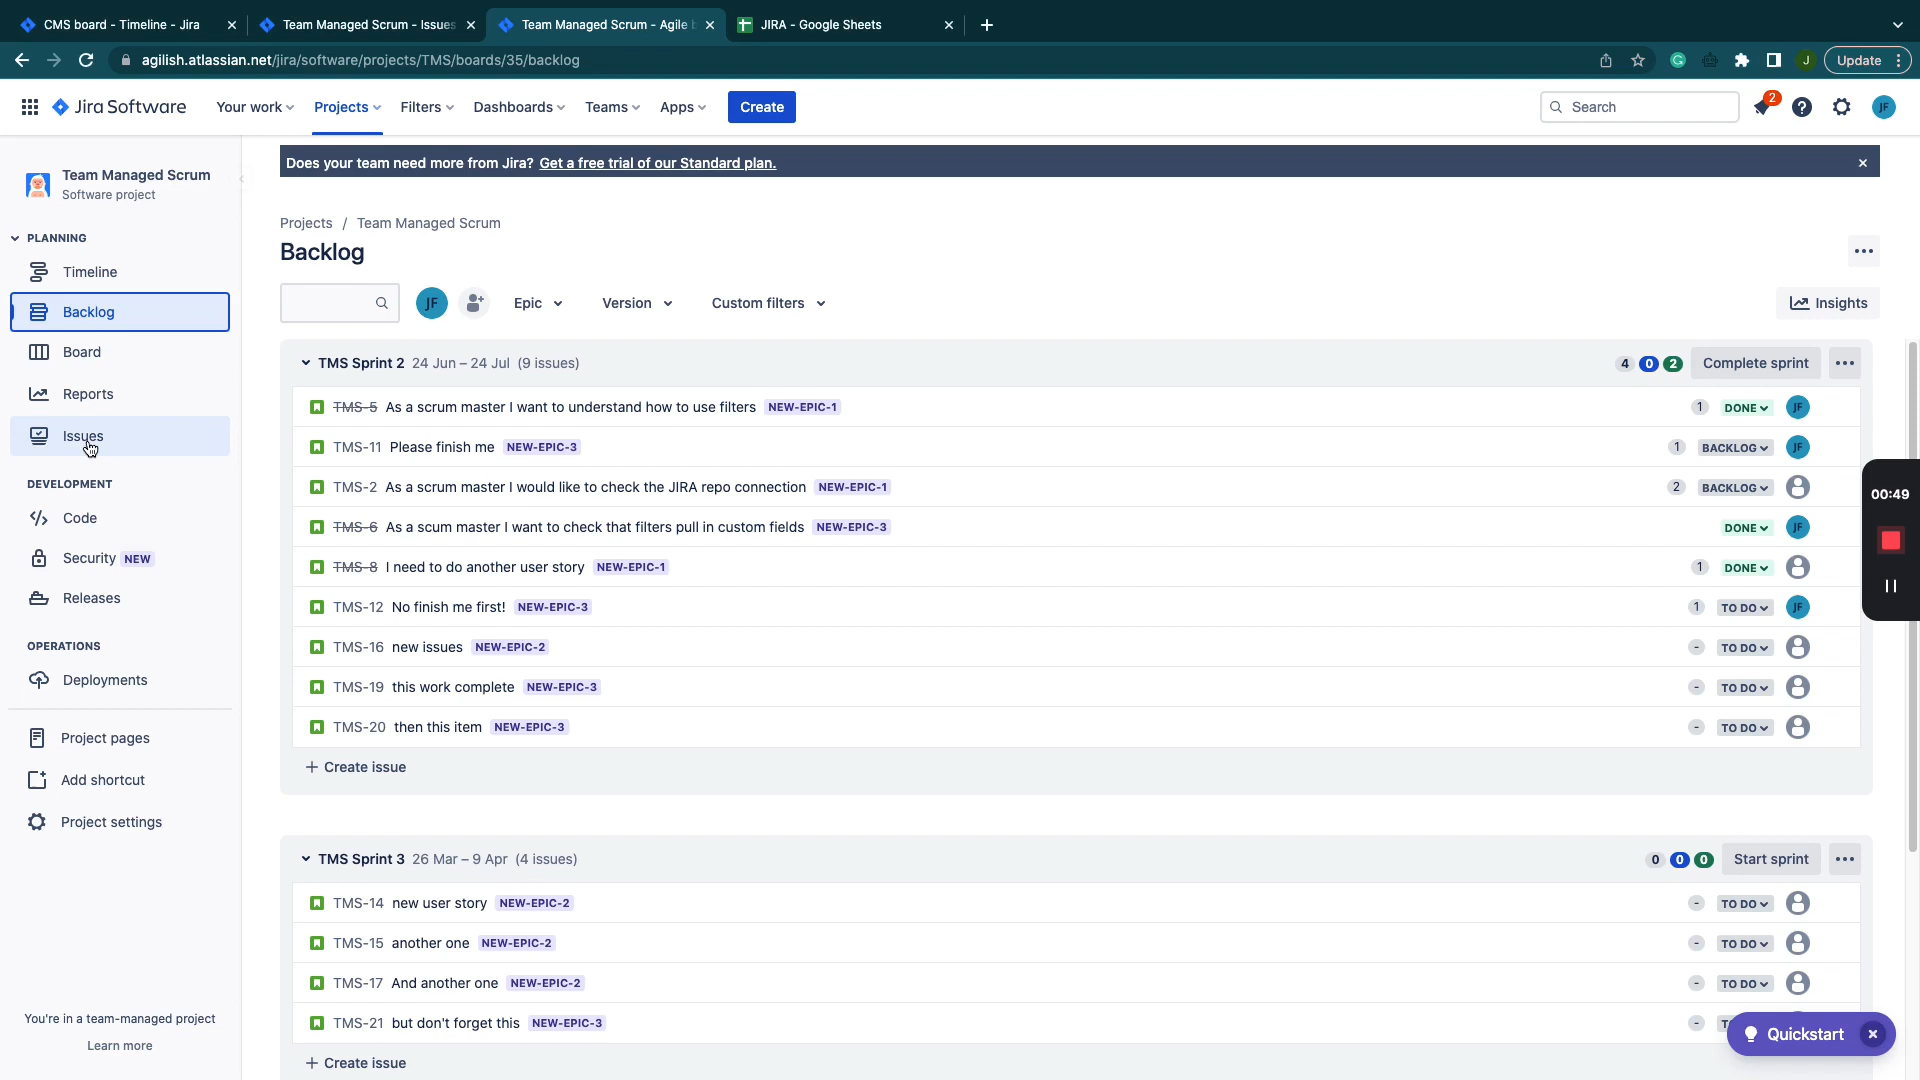 CMS board - Timeline - Jira
Team Managed Scrum - Issues
Team Managed Scrum - Agile b
JIRA - Google Sheets
agilish.atlassian.net/jira/software/projects/TMS/boards/35/backlog
J
Update
Jira Software
Your work
Projects
Filters
Dashboards
Teams
Apps
Create
Search
2
JF
Team Managed Scrum
Software project
Does your team need more from Jira? Get a free trial of our Standard plan.
PLANNING
Timeline
Backlog
Board
Reports
Issues
DEVELOPMENT
Code
Security NEW
Releases
OPERATIONS
Deployments
Project pages
Add shortcut
Project settings
You're in a team-managed project
Learn more
Projects / Team Managed Scrum
Backlog
JF
Epic
Version
Custom filters
Insights
TMS Sprint 2 24 Jun – 24 Jul (9 issues) 4 0 2 Complete sprint
TMS-5 As a scrum master I want to understand how to use filters NEW-EPIC-1 1 DONE JF
TMS-11 Please finish me NEW-EPIC-3 1 BACKLOG JF
TMS-2 As a scrum master I would like to check the JIRA repo connection NEW-EPIC-1 2 BACKLOG
TMS-6 As a scum master I want to check that filters pull in custom fields NEW-EPIC-3 DONE JF
TMS-8 I need to do another user story NEW-EPIC-1 1 DONE
TMS-12 No finish me first! NEW-EPIC-3 1 TO DO JF
TMS-16 new issues NEW-EPIC-2 - TO DO
TMS-19 this work complete NEW-EPIC-3 - TO DO
TMS-20 then this item NEW-EPIC-3 - TO DO
+ Create issue
TMS Sprint 3 26 Mar – 9 Apr (4 issues) 0 0 0 Start sprint
TMS-14 new user story NEW-EPIC-2 - TO DO
TMS-15 another one NEW-EPIC-2 - TO DO
TMS-17 And another one NEW-EPIC-2 - TO DO
TMS-21 but don't forget this NEW-EPIC-3 -
+ Create issue
00:49
Quickstart